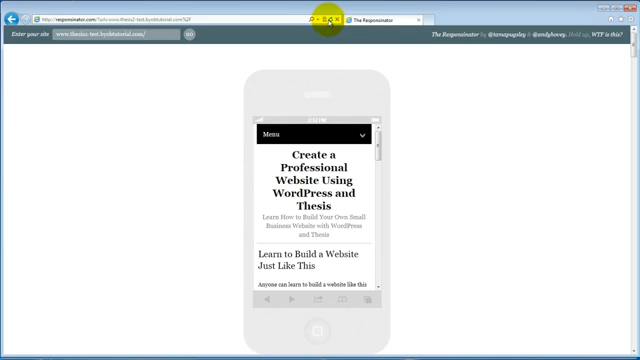 http://responsinator.com/?url=www.thesis2-test.byobtutorial.com%2F
The Responsinator
Enter your site
www.thesis2-test.byobtutorial.com/
GO
The Responsinator by @tamapugsley & @andyhovey. Hold up, WTF is this?
Menu
Create a
Professional
Website Using
WordPress and
Thesis
Learn How to Build Your Own Small
Business Website with WordPress
and Thesis
Learn to Build a Website
Just Like This
Anyone can learn to build a website like this